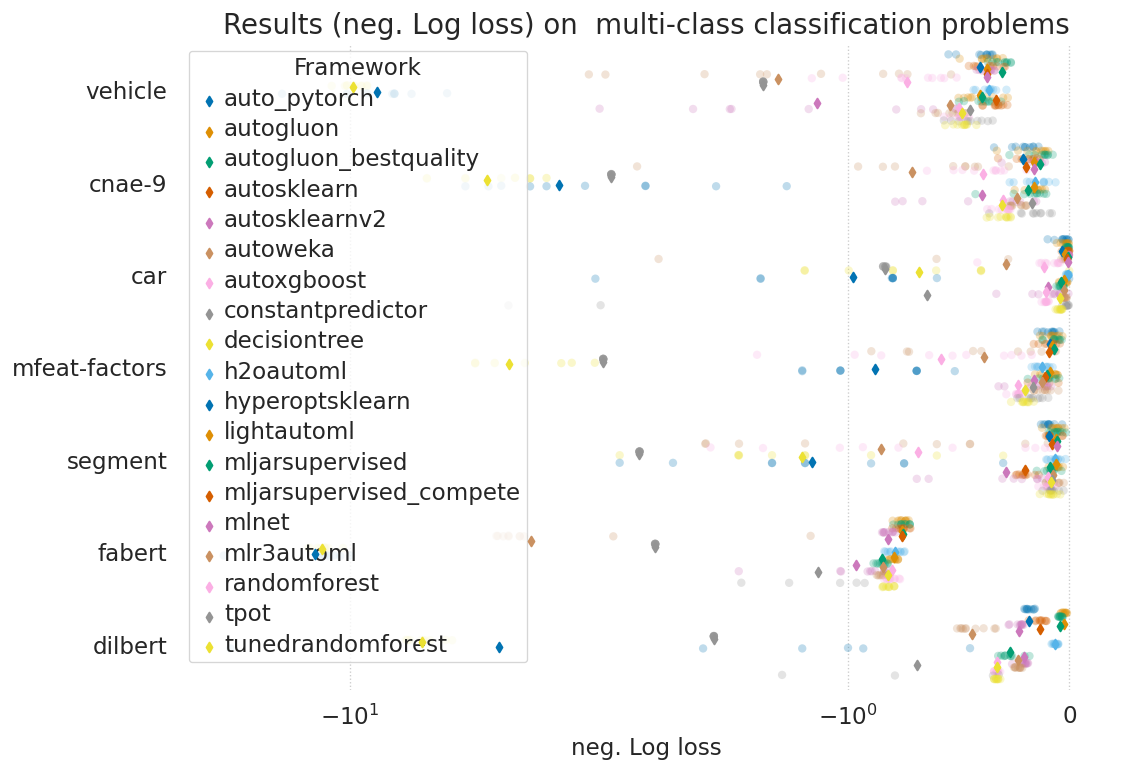 Results (neg. Log loss) on  multi-class classification problems
Framework
auto_pytorch
autogluon
autogluon_bestquality
autosklearn
autosklearnv2
autoweka
autoxgboost
constantpredictor
decisiontree
h2oautoml
hyperoptsklearn
lightautoml
mljarsupervised
mljarsupervised_compete
mlnet
mlr3automl
randomforest
tpot
tunedrandomforest
vehicle
cnae-9
car
mfeat-factors
segment
fabert
dilbert
−10¹
−10⁰
0
neg. Log loss